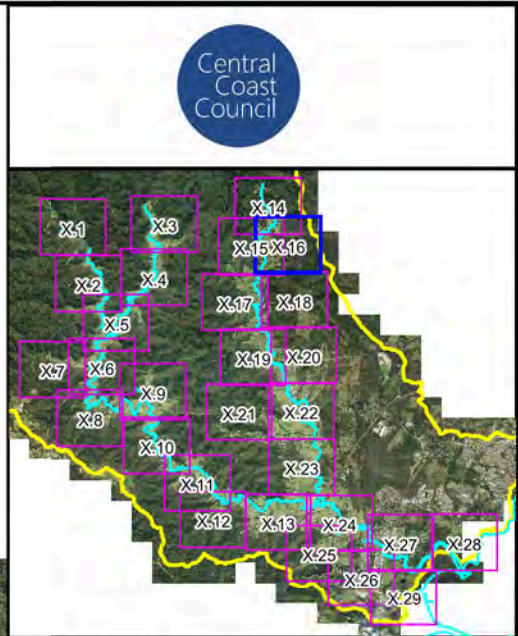 Central
Coast
Council
X.14
X.1
X.3
X.15
X.16
X.2
X.4
X.17
X.18
X.5
X.7
X.6
X.19
X.20
X.9
X.8
X.21
X.22
X.10
X.23
X.11
X.12
X.13
X.24
X.27
X.28
X.25
X.26
X.29